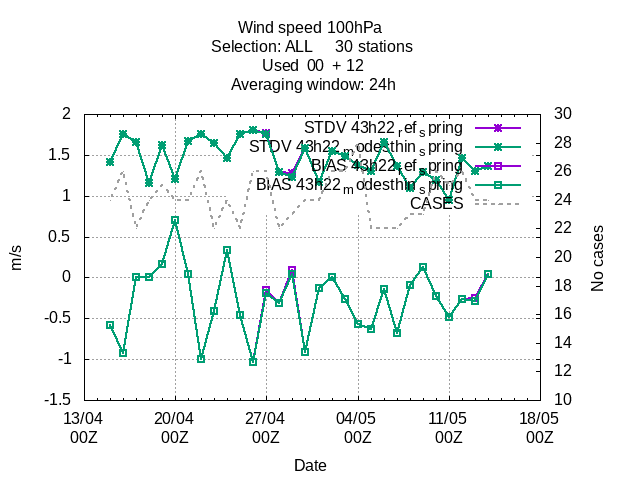 Wind speed 100hPa
Selection: ALL 30 stations
Used 00 + 12
Averaging window: 24h
STDV 43h22_ref_spring
STDV 43h22_modesthin_spring
BIAS 43h22_ref_spring
BIAS 43h22_modesthin_spring
CASES
2
1.5
1
0.5
0
-0.5
-1
-1.5
m/s
30
28
26
24
22
20
18
16
14
12
10
No cases
13/04 20/04 27/04 04/05 11/05 18/05
00Z 00Z 00Z 00Z 00Z 00Z
Date